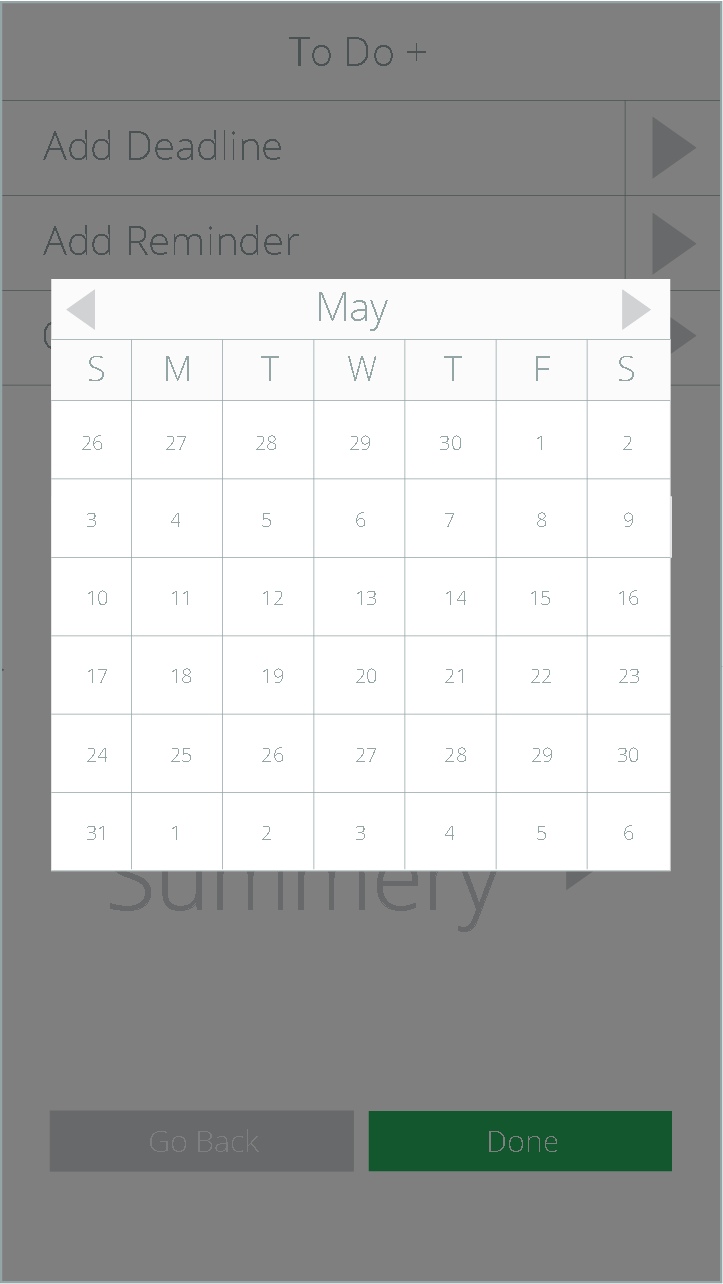 To Do +
Add Deadline
Add Reminder
May
S M T W T F S
26 27 28 29 30 1 2
3 4 5 6 7 8 9
10 11 12 13 14 15 16
17 18 19 20 21 22 23
24 25 26 27 28 29 30
31 1 2 3 4 5 6
Summery
Go Back Done